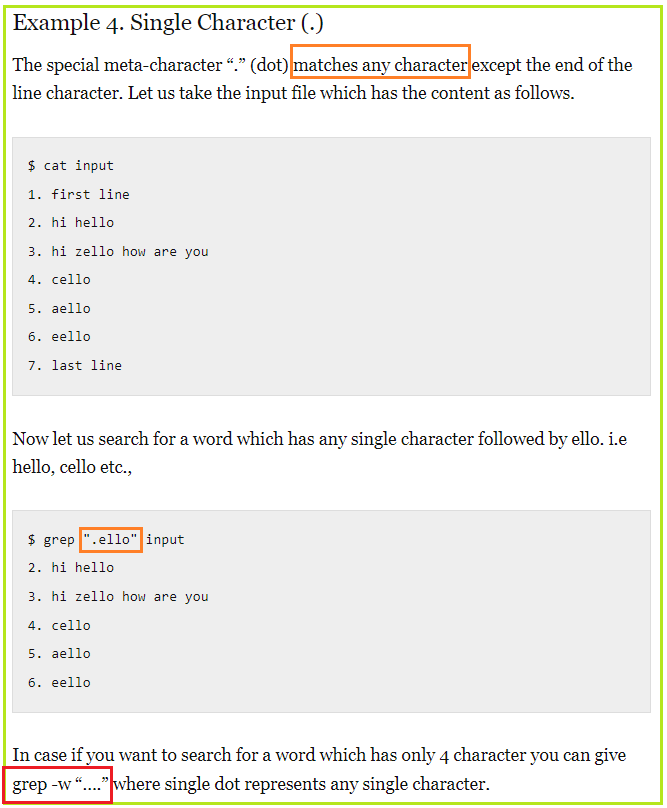 Example 4. Single Character (.)
The special meta-character “.” (dot) matches any character except the end of the
line character. Let us take the input file which has the content as follows.
$ cat input
1. first line
2. hi hello
3. hi zello how are you
4. cello
5. aello
6. eello
7. last line
Now let us search for a word which has any single character followed by ello. i.e
hello, cello etc.,
$ grep ".ello" input
2. hi hello
3. hi zello how are you
4. cello
5. aello
6. eello
In case if you want to search for a word which has only 4 character you can give
grep -w “….” where single dot represents any single character.